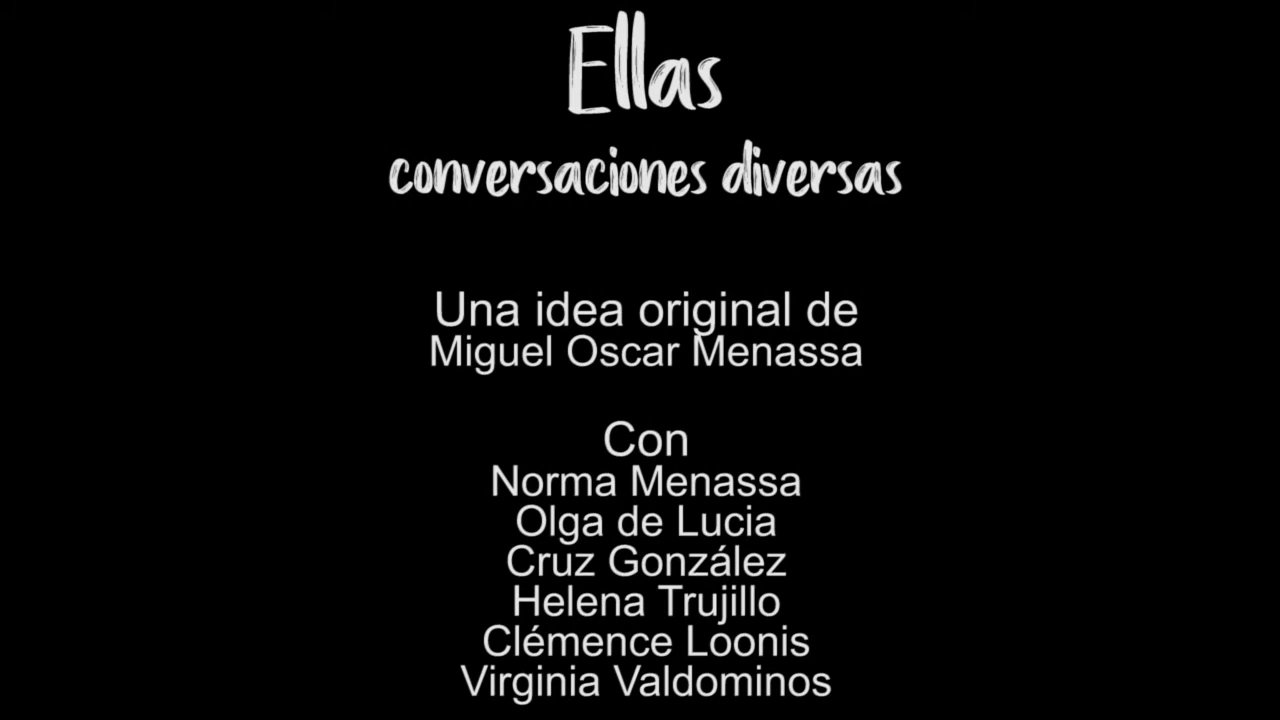 Ellas
conversaciones diversas
Una idea original de
Miguel Oscar Menassa
Con
Norma Menassa
Olga de Lucia
Cruz González
Helena Trujillo
Clémence Loonis
Virginia Valdominos